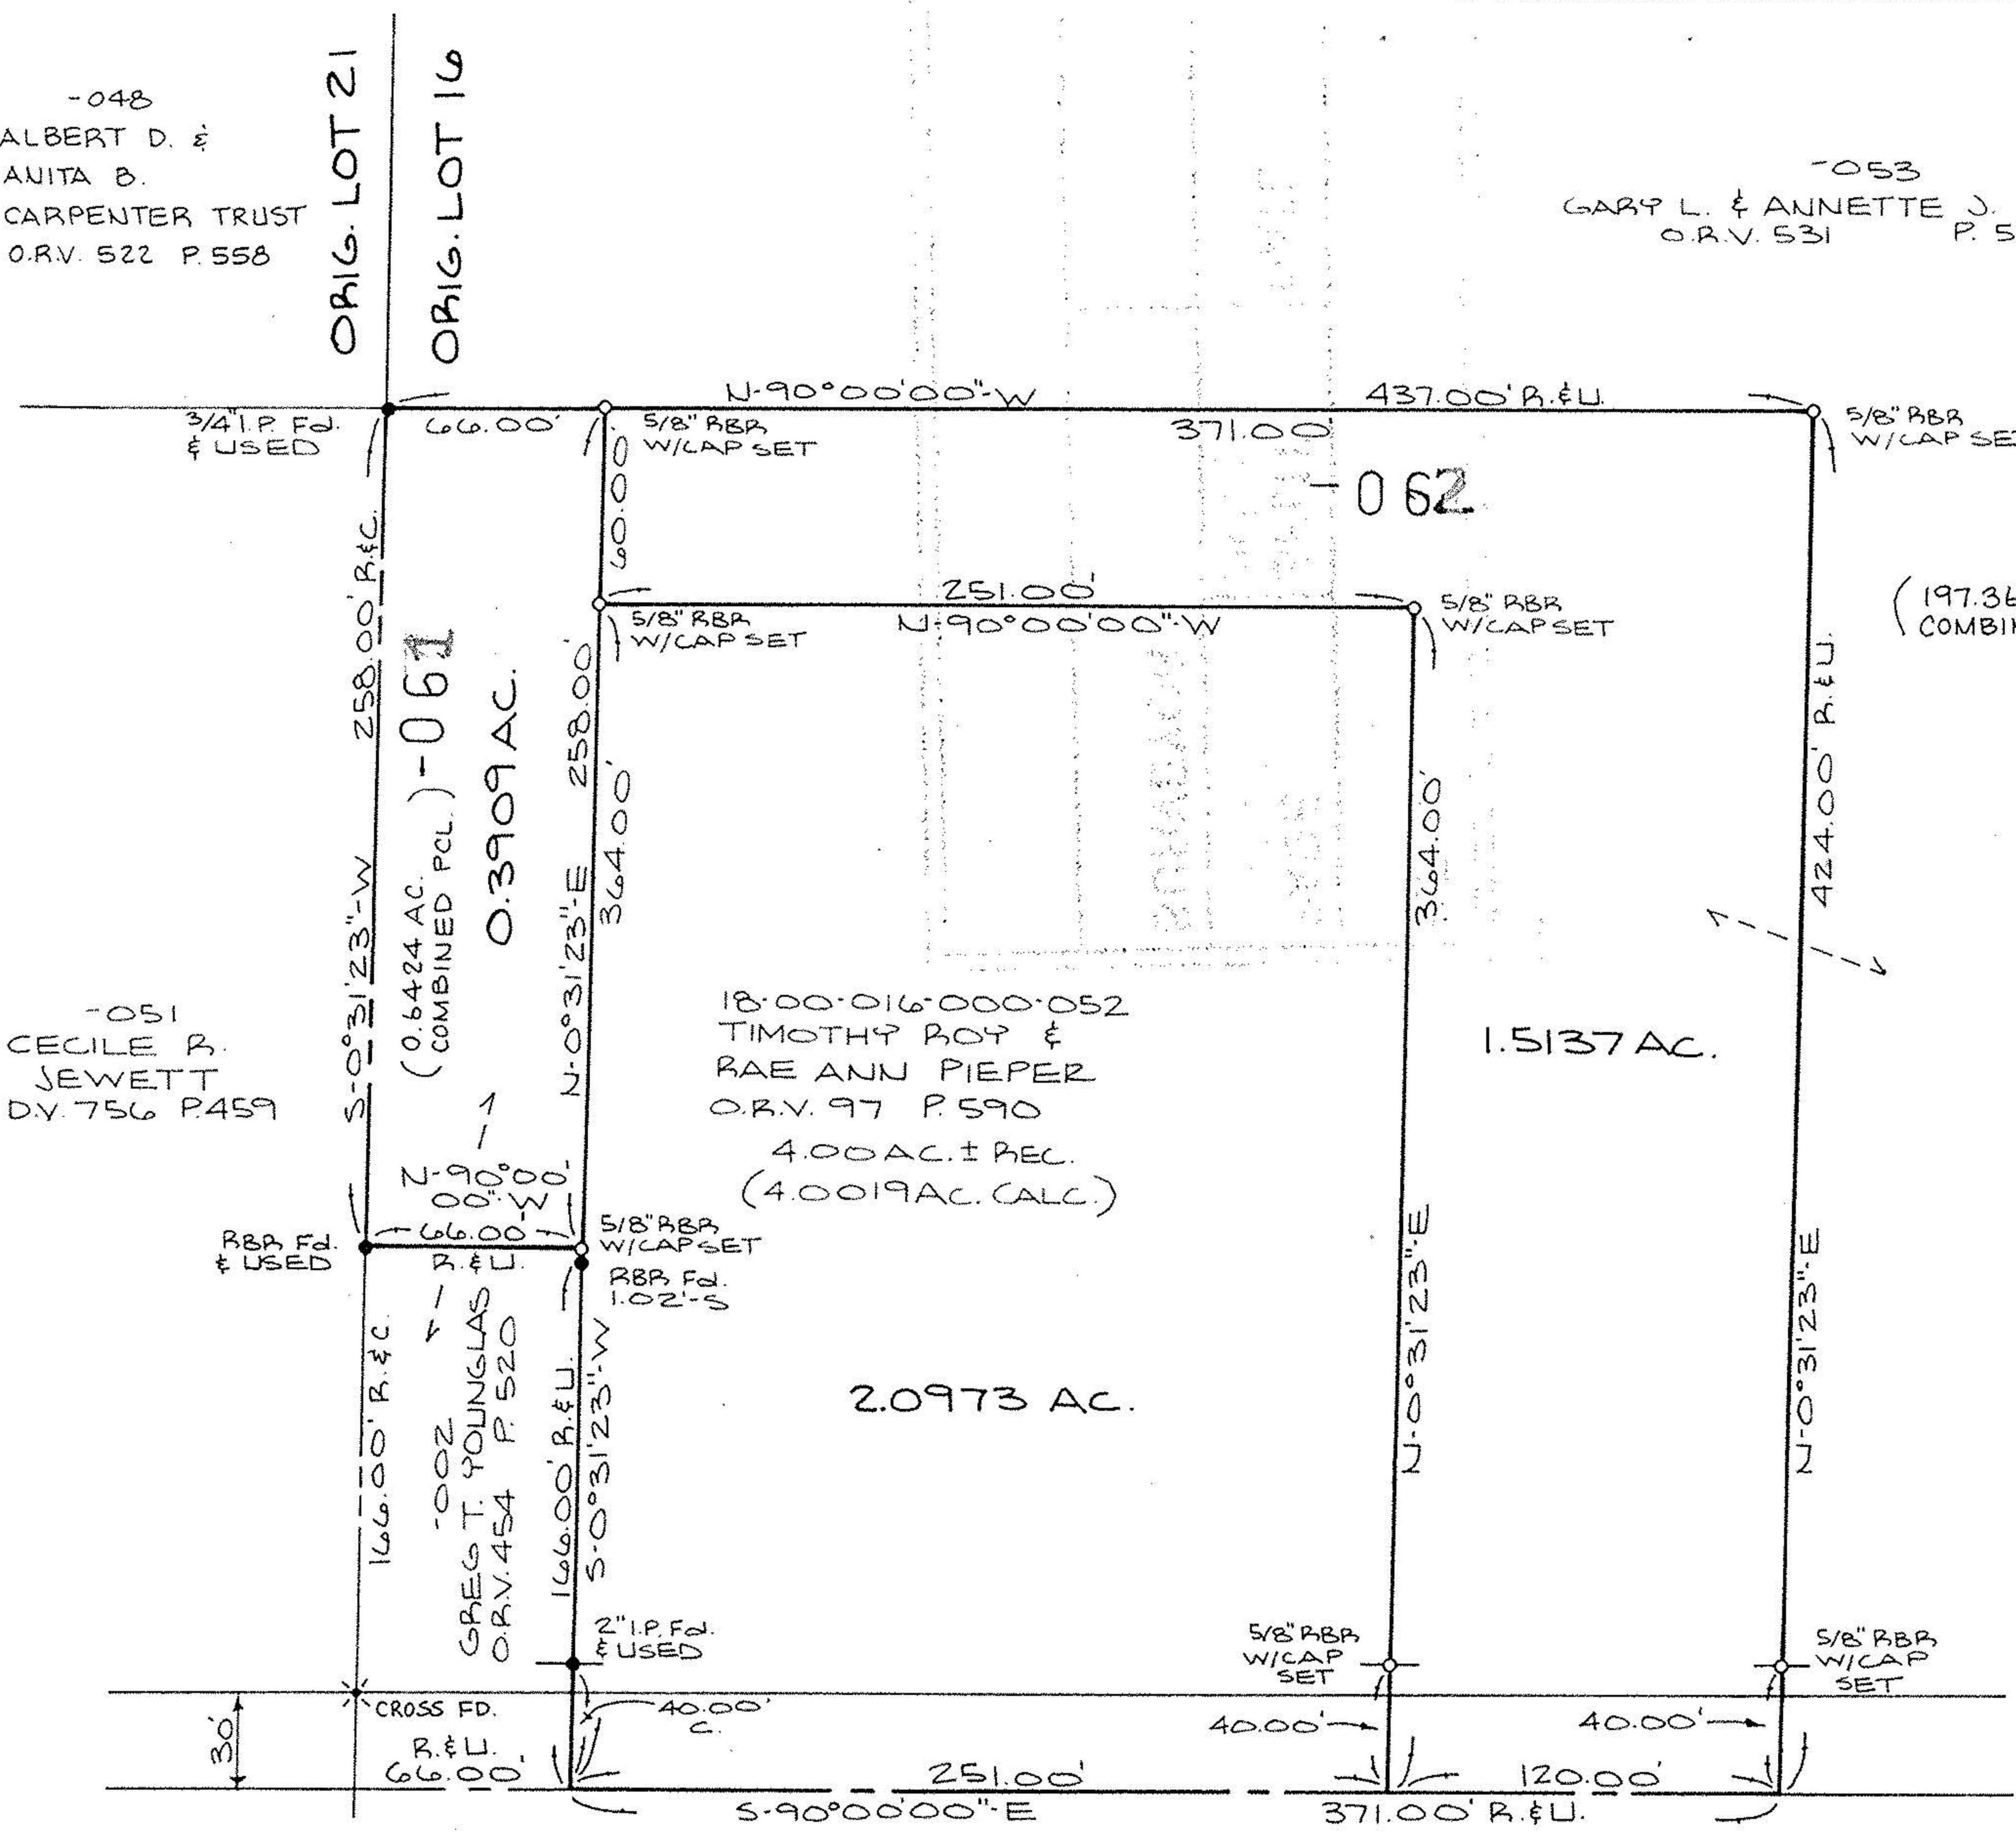 -048
ALBERT D. &
ANITA B.
CARPENTER TRUST
O.R.V. 522 P. 558
ORIG. LOT 21
ORIG. LOT 16
-053
GARY L. & ANNETTE J.
O.R.V. 531 P. 5
N-90°00'00"-W
437.00' R.&U.
3/4" I.P. Fd.
& USED
66.00'
5/8" RBR
W/CAP SET
371.00'
5/8" RBR
W/CAP SE
60.00'
-062
258.00' R.&C.
S-0°31'23"-W
251.00'
N-90°00'00"-W
5/8" RBR
W/CAP SET
5/8" RBR
W/CAP SET
(197.36
COMBIN
(0.6424 AC.
COMBINED PCL.)-061
0.3909 AC.
N-0°31'23"-E 258.00'
364.00'
364.00'
424.00' R.&U.
-051
CECILE R.
JEWETT
D.V. 756 P.459
18-00-016-000-052
TIMOTHY ROY &
RAE ANN PIEPER
O.R.V. 97 P. 590
4.00 AC.± REC.
(4.0019 AC. CALC.)
1.5137 AC.
N-90°00'
00"-W
66.00'
R.&U.
RBR Fd.
& USED
5/8" RBR
W/CAP SET
RBR Fd.
1.02'-S
N-0°31'23"-E
N-0°31'23"-E
166.00' R.&C.
-002
GREG T. YOUNGLAS
O.R.V. 454 P. 520
166.00' R.&U.
S-0°31'23"-W
2.0973 AC.
2" I.P. Fd.
& USED
5/8" RBR
W/CAP
SET
5/8" RBR
W/CAP
SET
CROSS FD.
40.00'
C.
40.00'
40.00'
30'
R.&U.
66.00'
251.00'
120.00'
S-90°00'00"-E
371.00' R.&U.